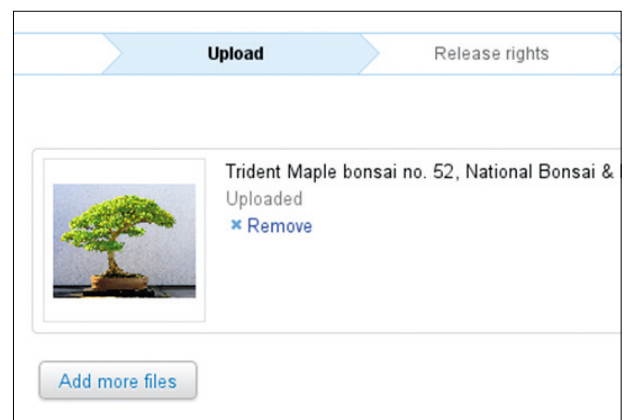 Upload
Release rights
Trident Maple bonsai no. 52, National Bonsai &
Uploaded
Remove
Add more files